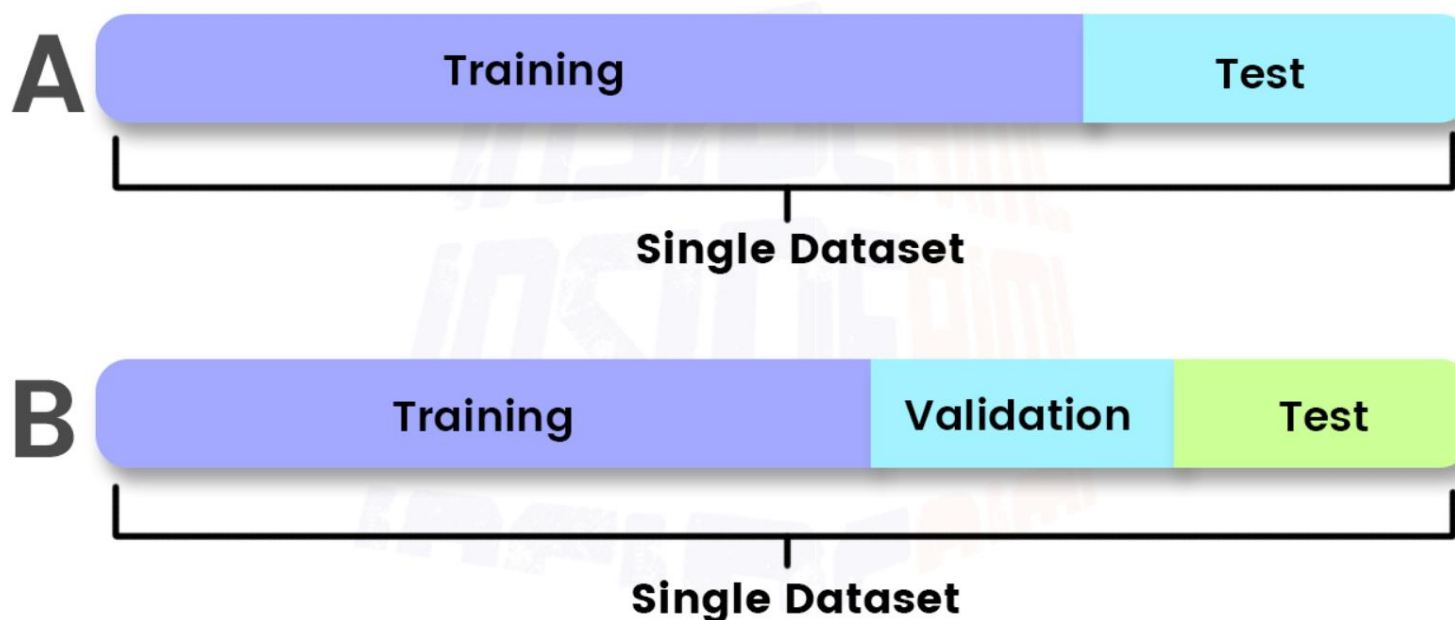 A
Training
Test
Single Dataset
B
Training
Validation
Test
Single Dataset